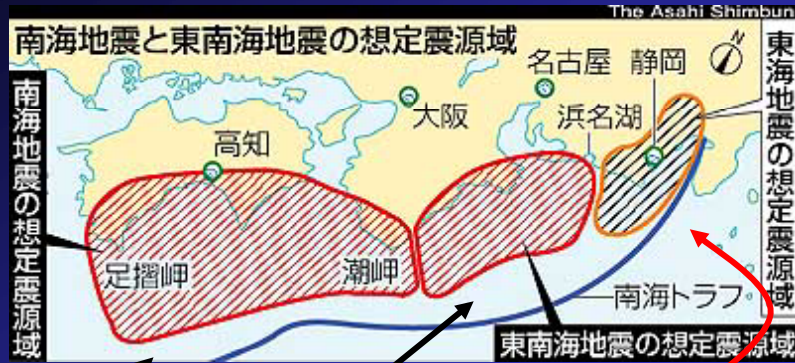 The Asahi Shimbun
南海地震と東南海地震の想定震源域
N
東海地震の想定震源域
南海地震の想定震源域
名古屋
静岡
大阪
浜名湖
高知
足摺岬
潮岬
南海トラフ
東南海地震の想定震源域